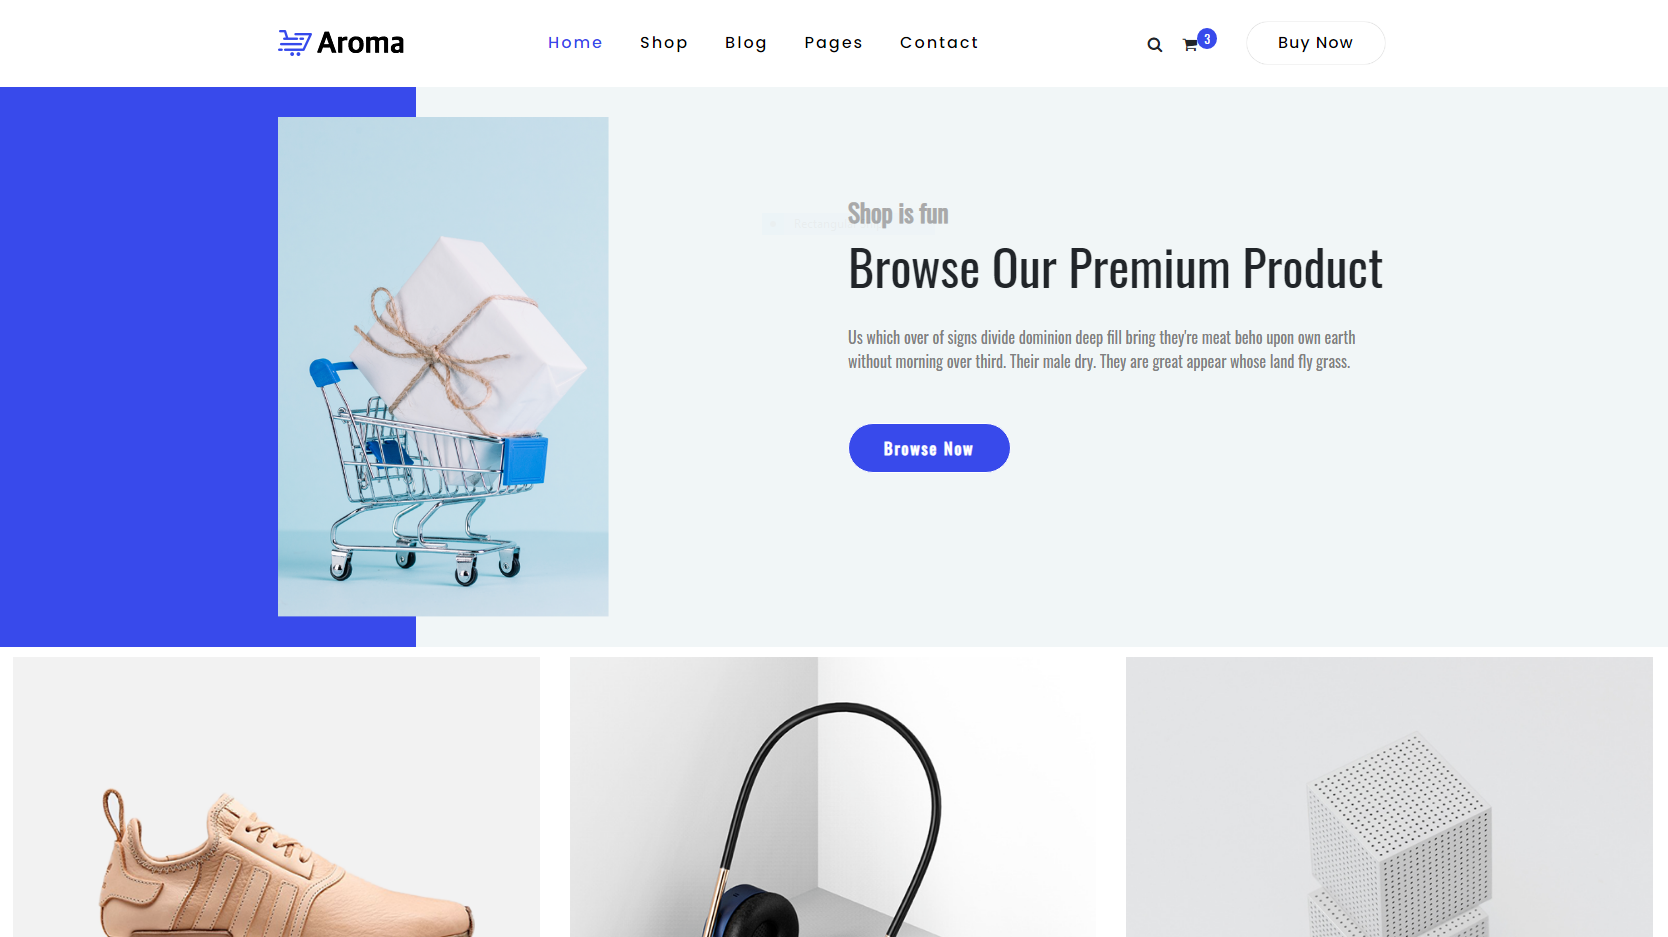 Aroma
Home Shop Blog Pages Contact
3
Buy Now
Shop is fun
Browse Our Premium Product
Us which over of signs divide dominion deep fill bring they're meat beho upon own earth
without morning over third. Their male dry. They are great appear whose land fly grass.
Browse Now